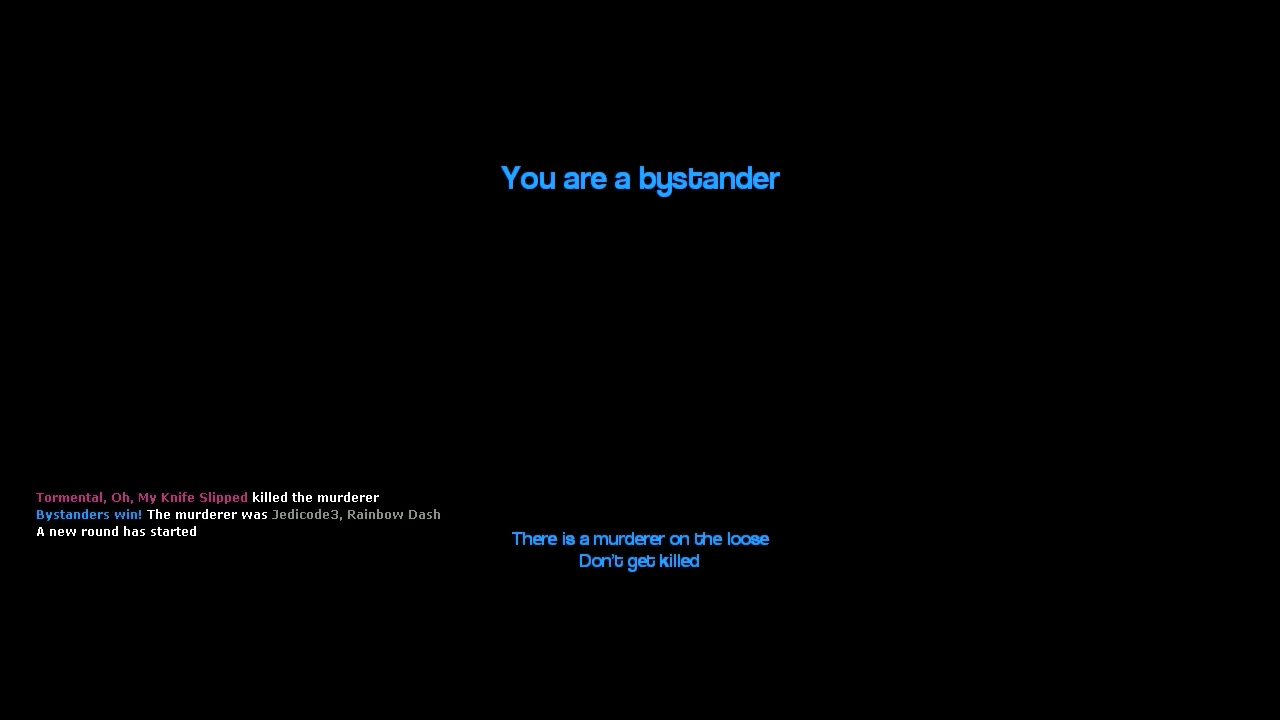 You are a bystander
Tormental, Oh, My Knife Slipped killed the murderer
Bystanders win! The murderer was Jedicode3, Rainbow Dash
A new round has started
There is a murderer on the loose
Don't get killed